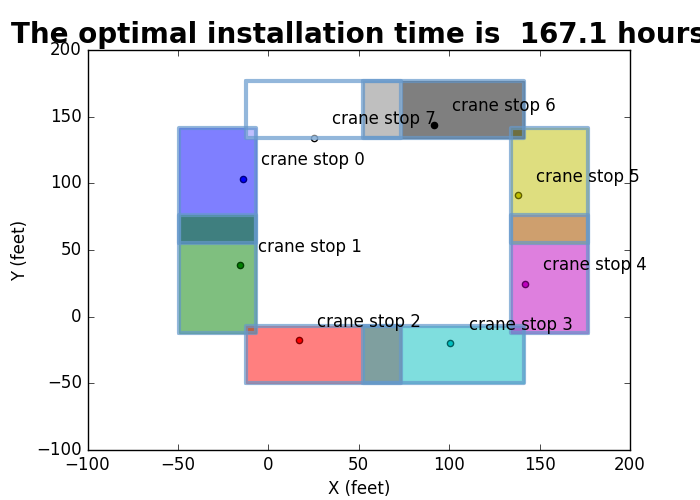 The optimal installation time is  167.1 hours
200
150
100
50
0
−50
−100
Y (feet)
crane stop 6
crane stop 7
crane stop 0
crane stop 5
crane stop 1
crane stop 4
crane stop 2
crane stop 3
−100 −50 0 50 100 150 200
X (feet)